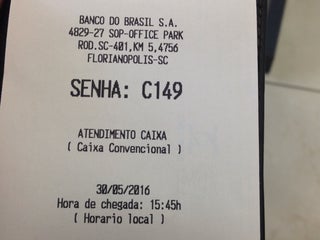 BANCO DO BRASIL S.A.
4829-27 SOP-OFFICE PARK
ROD.SC-401,KM 5,4756
FLORIANOPOLIS-SC
SENHA: C149
ATENDIMENTO CAIXA
( Caixa Convencional )
30/05/2016
Hora de chegada: 15:45h
( Horario local )